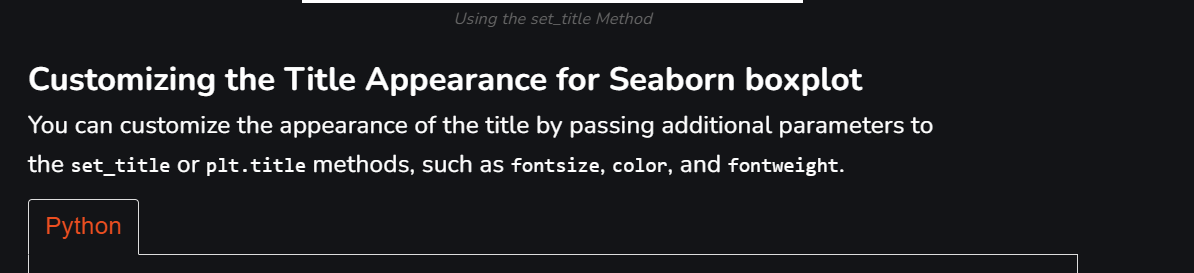 Using the set_title Method
Customizing the Title Appearance for Seaborn boxplot
You can customize the appearance of the title by passing additional parameters to
the set_title or plt.title methods, such as fontsize, color, and fontweight.
Python